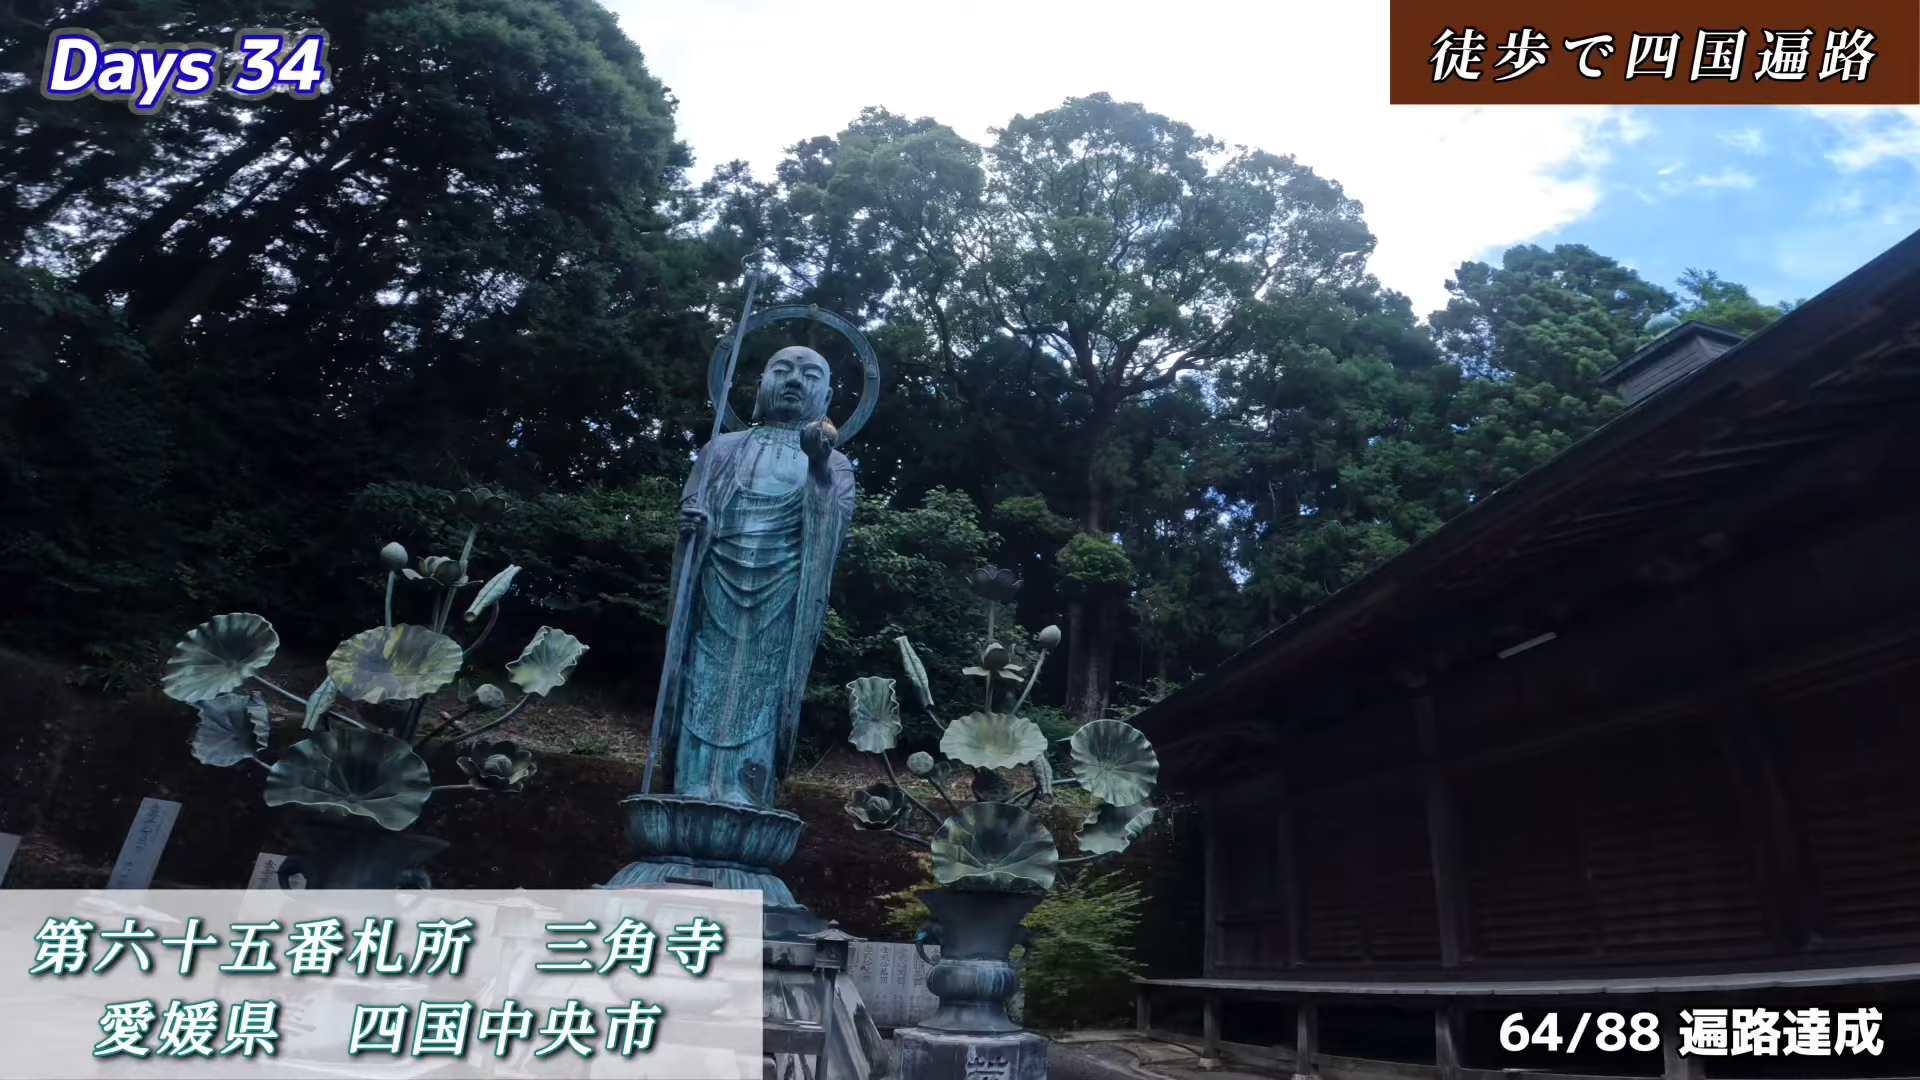 Days 34
徒歩で四国遍路
第六十五番札所　三角寺
愛媛県　四国中央市
64/88 遍路達成